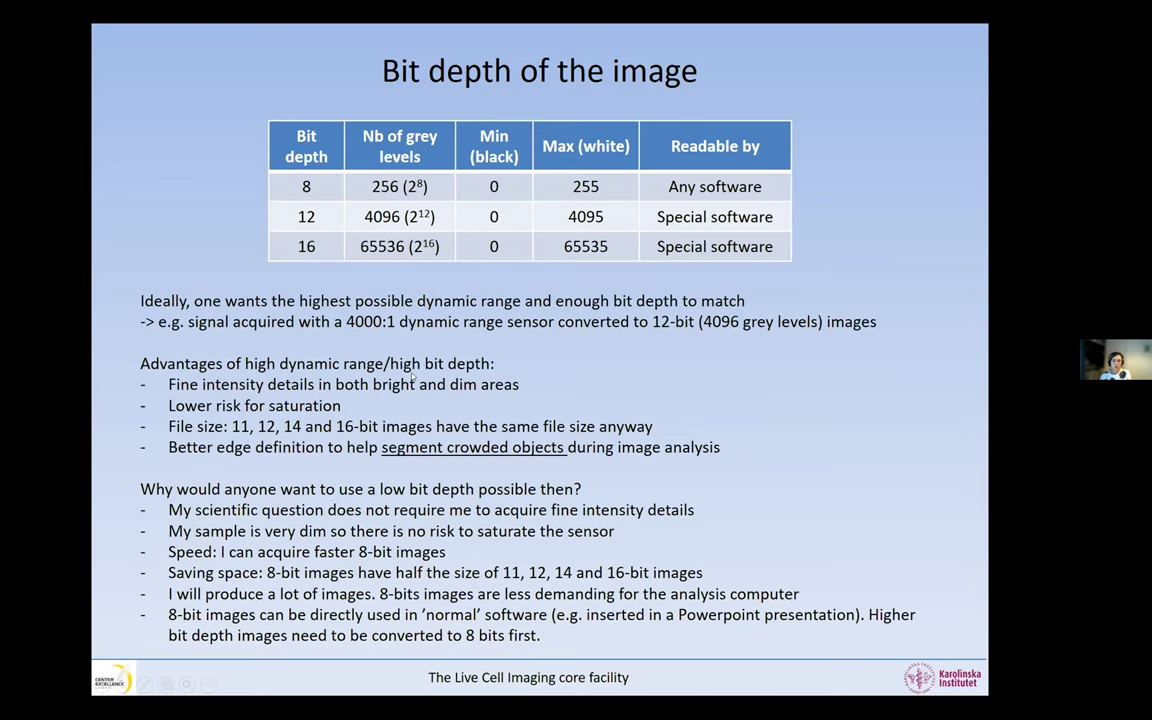 Bit depth of the image
Bit depth
Nb of grey levels
Min (black)
Max (white)
Readable by
8 256 (2⁸) 0 255 Any software
12 4096 (2¹²) 0 4095 Special software
16 65536 (2¹⁶) 0 65535 Special software
Ideally, one wants the highest possible dynamic range and enough bit depth to match
-> e.g. signal acquired with a 4000:1 dynamic range sensor converted to 12-bit (4096 grey levels) images
Advantages of high dynamic range/high bit depth:
- Fine intensity details in both bright and dim areas
- Lower risk for saturation
- File size: 11, 12, 14 and 16-bit images have the same file size anyway
- Better edge definition to help segment crowded objects during image analysis
Why would anyone want to use a low bit depth possible then?
- My scientific question does not require me to acquire fine intensity details
- My sample is very dim so there is no risk to saturate the sensor
- Speed: I can acquire faster 8-bit images
- Saving space: 8-bit images have half the size of 11, 12, 14 and 16-bit images
- I will produce a lot of images. 8-bits images are less demanding for the analysis computer
- 8-bit images can be directly used in ’normal’ software (e.g. inserted in a Powerpoint presentation). Higher
bit depth images need to be converted to 8 bits first.
CENTER
EXCELLENCE
The Live Cell Imaging core facility
Karolinska
Institutet